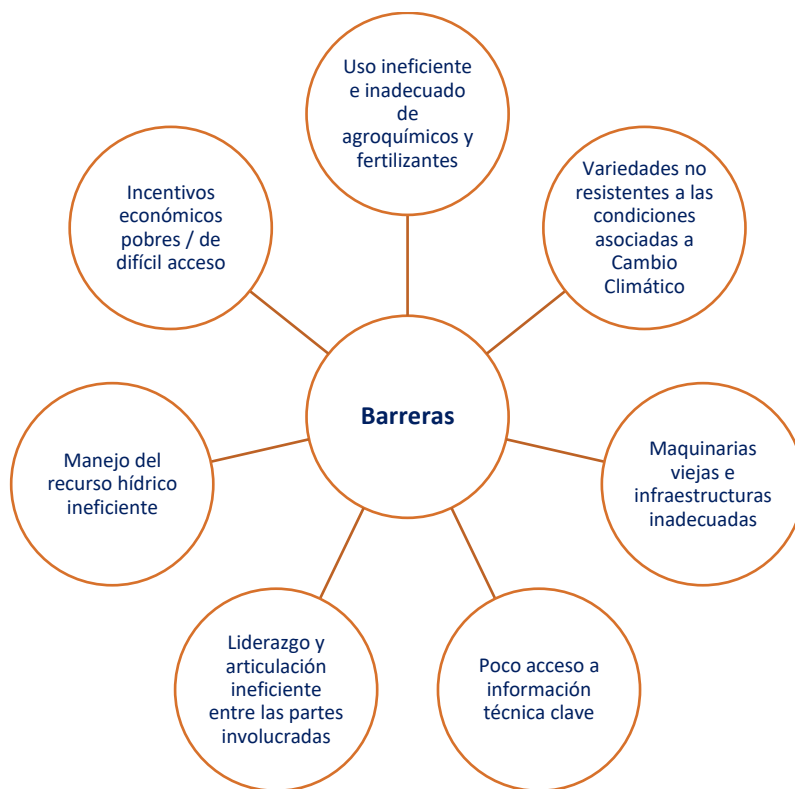 Uso ineficiente
e inadecuado
de
agroquímicos y
fertilizantes
Variedades no
resistentes a las
condiciones
asociadas a
Cambio
Climático
Maquinarias
viejas e
infraestructuras
inadecuadas
Poco acceso a
información
técnica clave
Liderazgo y
articulación
ineficiente
entre las partes
involucradas
Manejo del
recurso hídrico
ineficiente
Incentivos
económicos
pobres / de
difícil acceso
Barreras